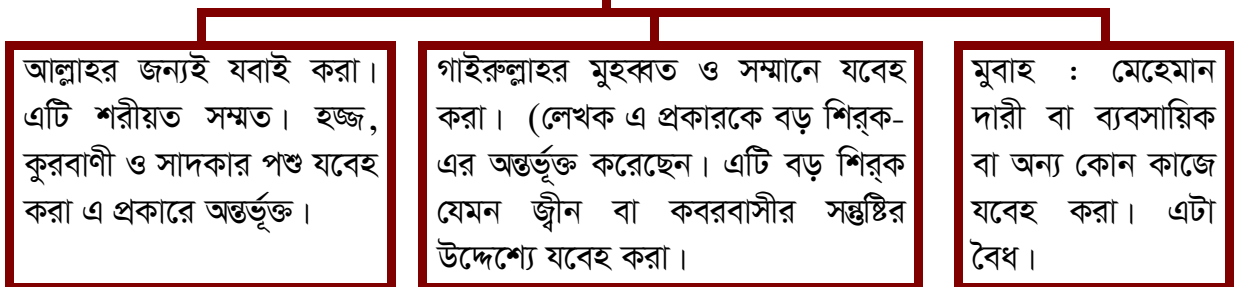 আল্লাহর জন্যই যবাই করা।
এটি শরীয়ত সম্মত। হজ্জ,
কুরবাণী ও সাদকার পশু যবেহ
করা এ প্রকারে অন্তর্ভূক্ত।
গাইরুল্লাহর মুহব্বত ও সম্মানে যবেহ
করা। (লেখক এ প্রকারকে বড় শির্ক-
এর অন্তর্ভূক্ত করেছেন। এটি বড় শির্ক
যেমন জ্বীন বা কবরবাসীর সন্তুষ্টির
উদ্দেশ্যে যবেহ করা।
মুবাহ : মেহেমান
দারী বা ব্যবসায়িক
বা অন্য কোন কাজে
যবেহ করা। এটা
বৈধ।